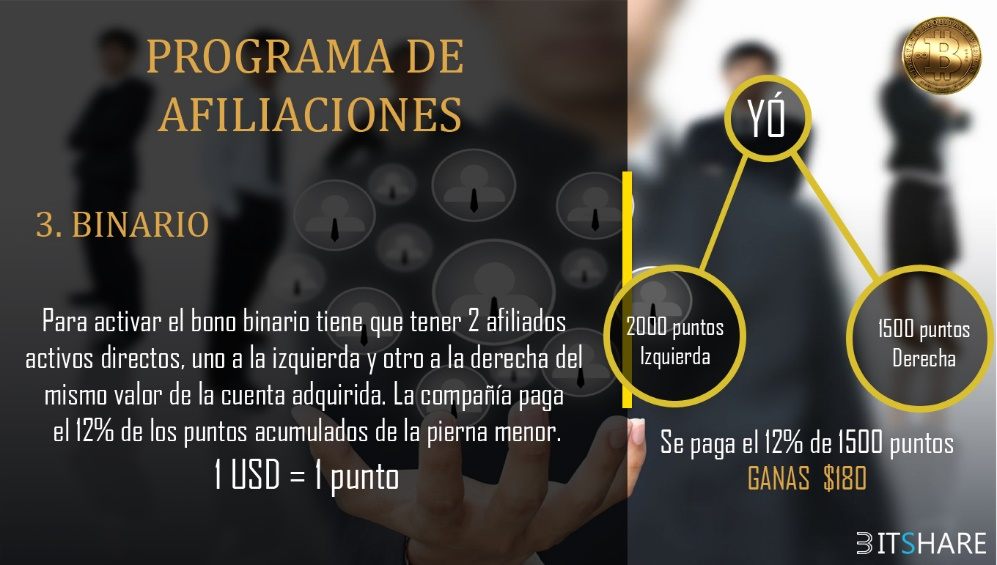 PROGRAMA DE
AFILIACIONES
3. BINARIO
Para activar el bono binario tiene que tener 2 afiliados
activos directos, uno a la izquierda y otro a la derecha del
mismo valor de la cuenta adquirida. La compañía paga
el 12% de los puntos acumulados de la pierna menor.
1 USD = 1 punto
YÓ
2000 puntos
Izquierda
1500 puntos
Derecha
Se paga el 12% de 1500 puntos
GANAS $180
BITSHARE